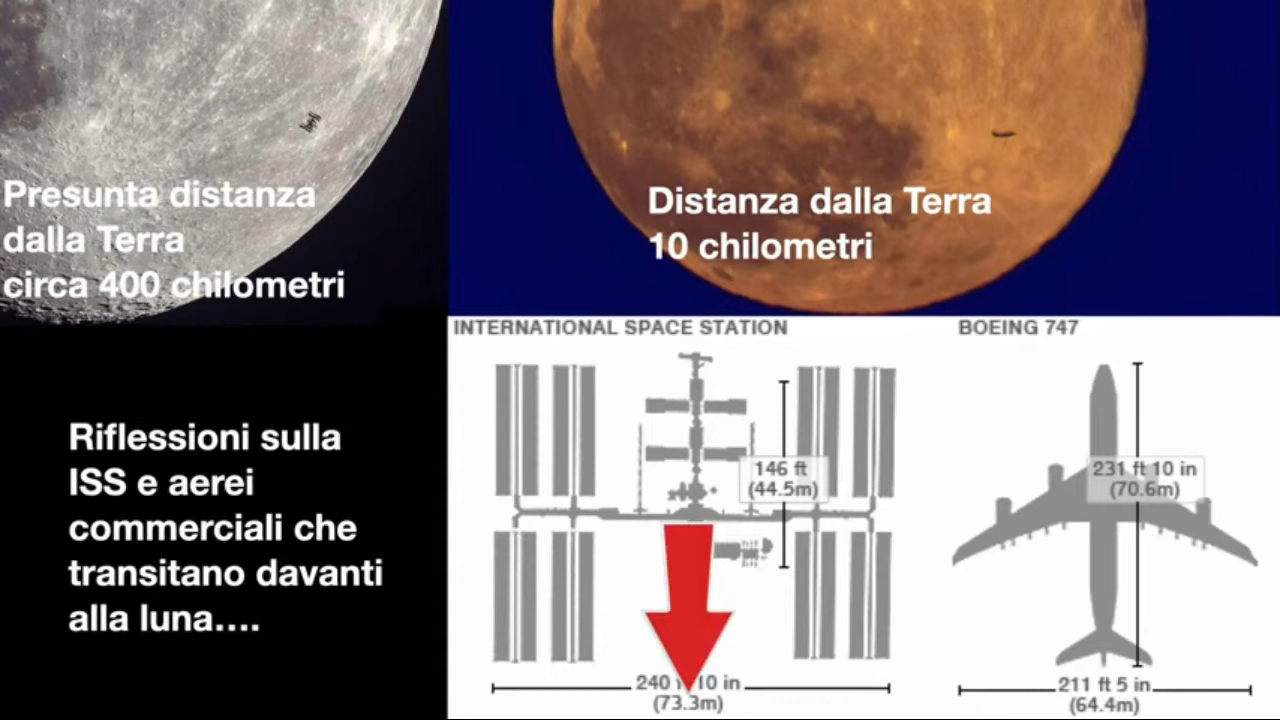 Presunta distanza
dalla Terra
circa 400 chilometri
Distanza dalla Terra
10 chilometri
Riflessioni sulla
ISS e aerei
commerciali che
transitano davanti
alla luna....
INTERNATIONAL SPACE STATION
146 ft
(44.5m)
240 10 in
(73.3m)
BOEING 747
231 ft 10 in
(70.6m)
211 ft 5 in
(64.4m)